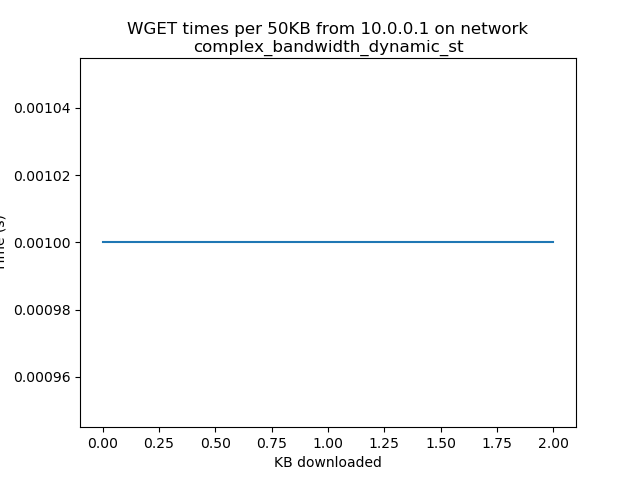 WGET times per 50KB from 10.0.0.1 on network
complex_bandwidth_dynamic_st
0.00104
0.00102
0.00100
0.00098
0.00096
Time (s)
0.00 0.25 0.50 0.75 1.00 1.25 1.50 1.75 2.00
KB downloaded